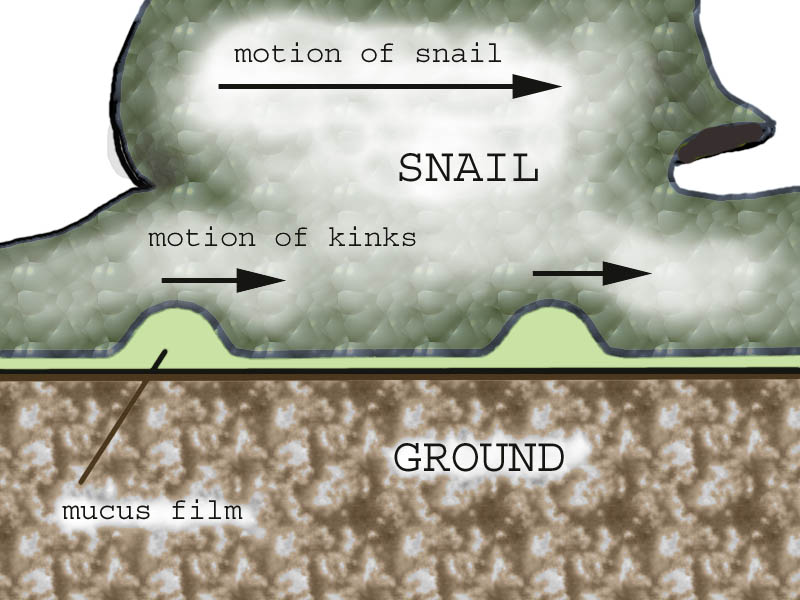 motion of snail
SNAIL
motion of kinks
GROUND
mucus film